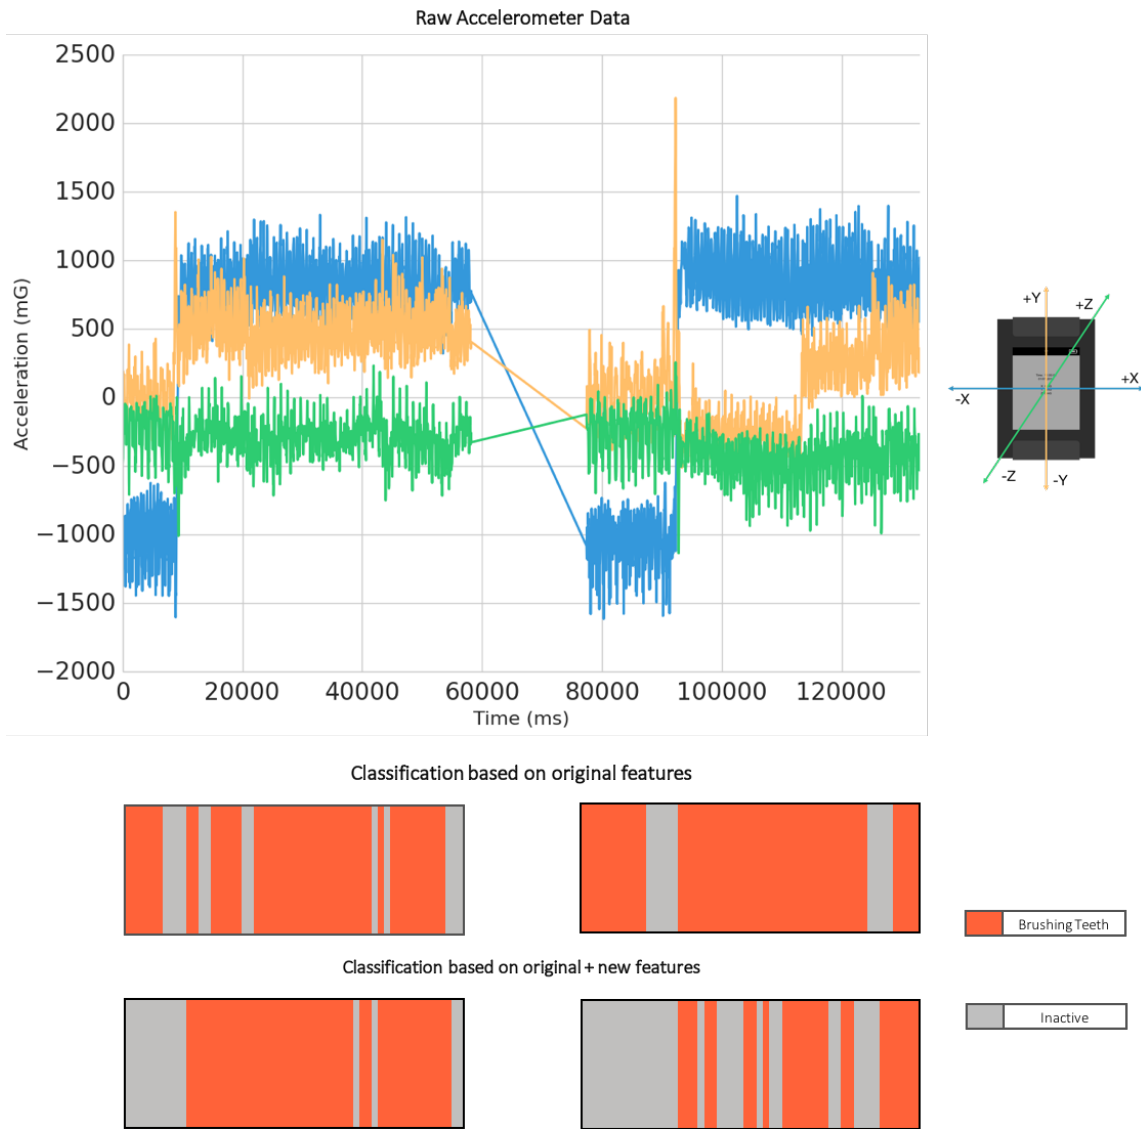 Raw Accelerometer Data
2500
2000
1500
1000
500
0
−500
−1000
−1500
−2000
Acceleration (mG)
0 20000 40000 60000 80000 100000 120000
Time (ms)
+Y
+Z
+X
-X
-Z
-Y
Classification based on original features
Brushing Teeth
Classification based on original + new features
Inactive